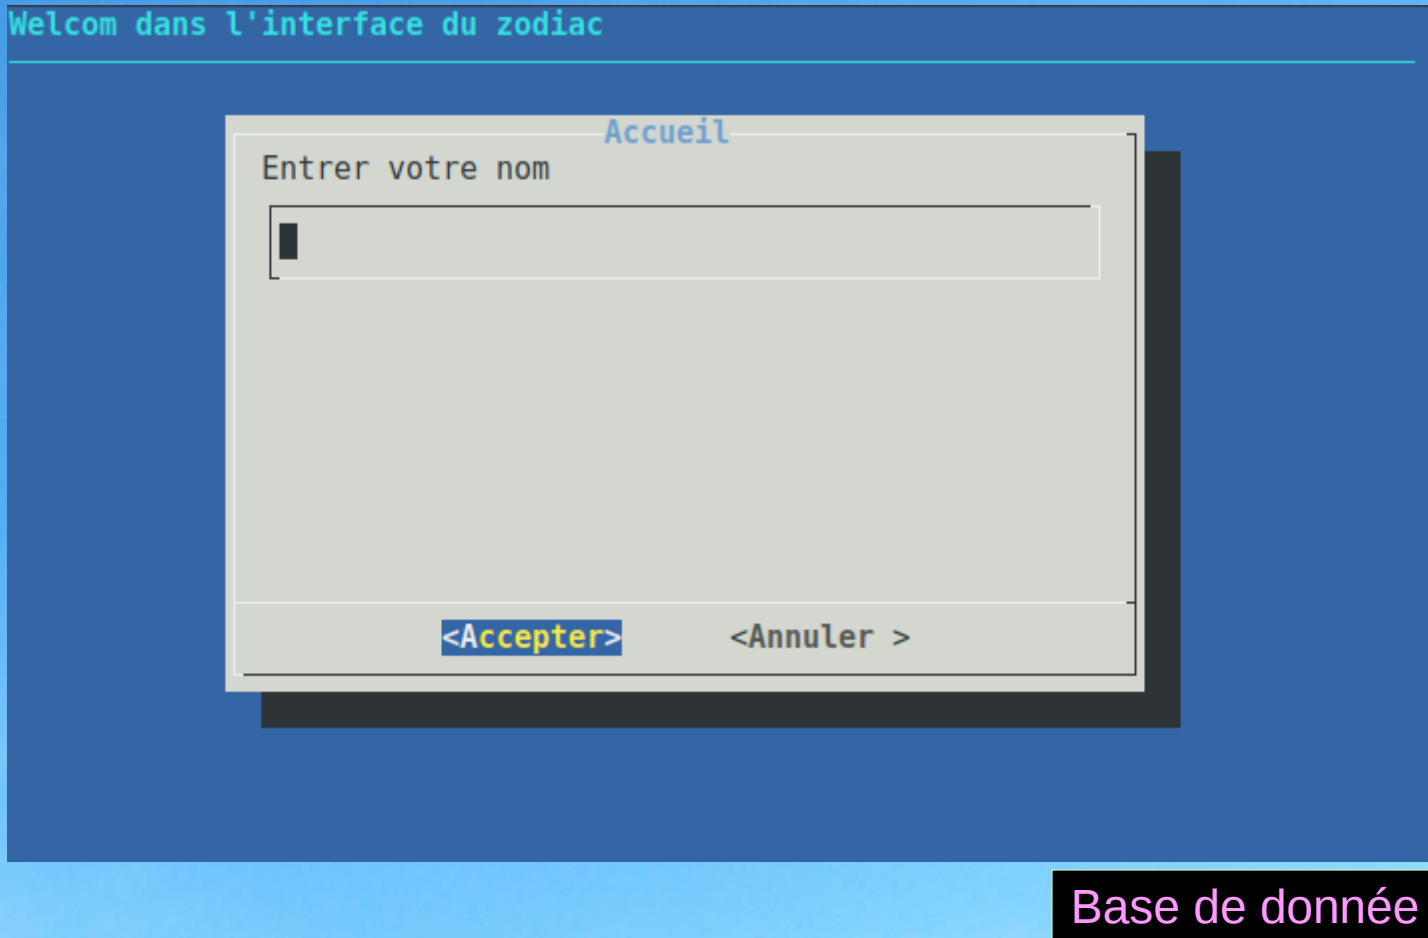 Welcom dans l'interface du zodiac
Accueil
Entrer votre nom
<Accepter> <Annuler >
Base de donnée